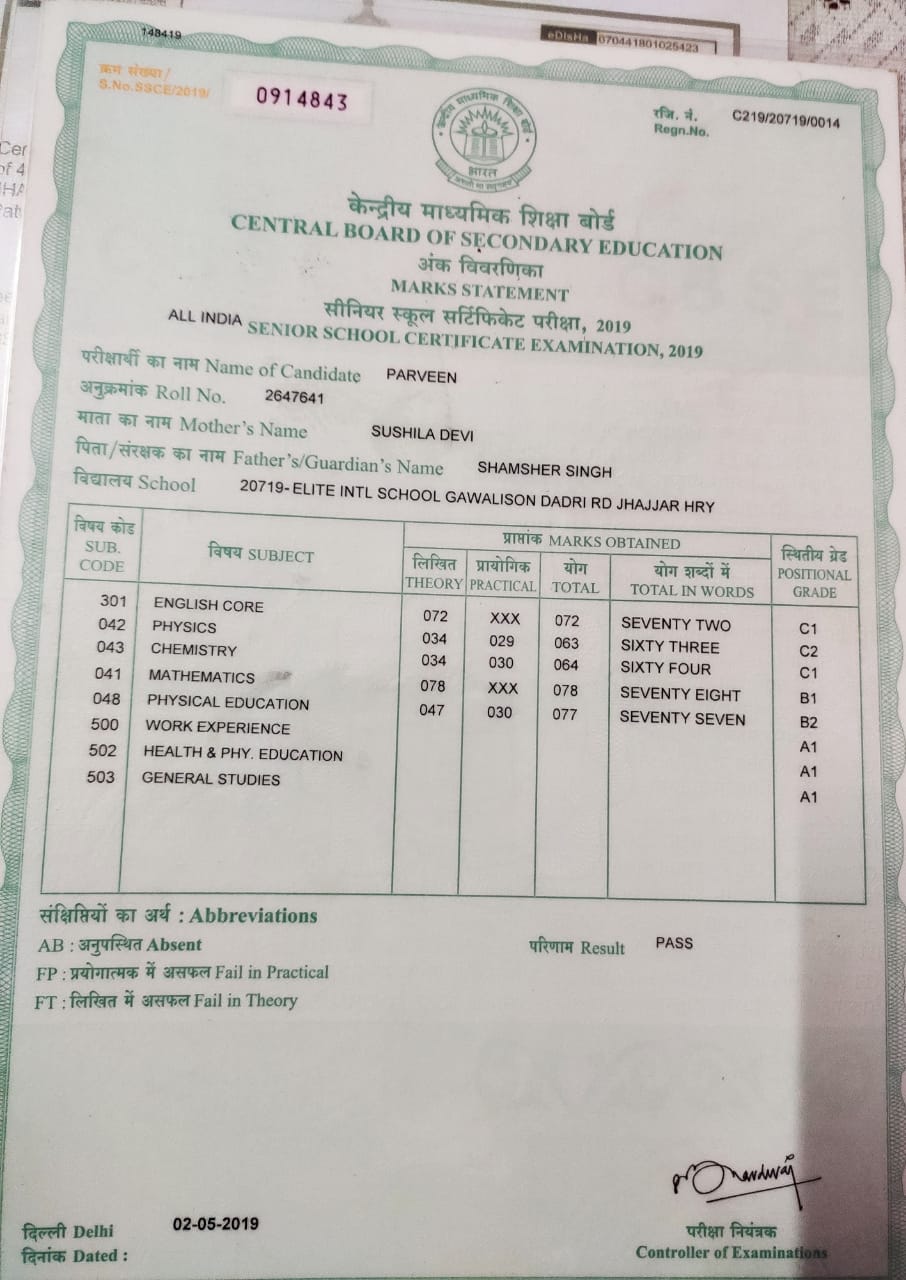 148419
eDisHa 070441801025423
क्रम संख्या/
S.No.SSCE/2019/ 0914843
रजि. नं.
Regn.No. C219/20719/0014
भारत
केन्द्रीय माध्यमिक शिक्षा बोर्ड
CENTRAL BOARD OF SECONDARY EDUCATION
अंक विवरणिका
MARKS STATEMENT
सीनियर स्कूल सर्टिफिकेट परीक्षा, 2019
ALL INDIA SENIOR SCHOOL CERTIFICATE EXAMINATION, 2019
परीक्षार्थी का नाम Name of Candidate PARVEEN
अनुक्रमांक Roll No. 2647641
माता का नाम Mother's Name SUSHILA DEVI
पिता/संरक्षक का नाम Father's/Guardian's Name SHAMSHER SINGH
विद्यालय School 20719-ELITE INTL SCHOOL GAWALISON DADRI RD JHAJJAR HRY
विषय कोड SUB. CODE विषय SUBJECT प्राप्तांक MARKS OBTAINED स्थितीय ग्रेड POSITIONAL GRADE
लिखित THEORY प्रायोगिक PRACTICAL योग TOTAL योग शब्दों में TOTAL IN WORDS
301 ENGLISH CORE 072 XXX 072 SEVENTY TWO C1
042 PHYSICS 034 029 063 SIXTY THREE C2
043 CHEMISTRY 034 030 064 SIXTY FOUR C1
041 MATHEMATICS 078 XXX 078 SEVENTY EIGHT B1
048 PHYSICAL EDUCATION 047 030 077 SEVENTY SEVEN B2
500 WORK EXPERIENCE A1
502 HEALTH & PHY. EDUCATION A1
503 GENERAL STUDIES A1
संक्षिप्तियों का अर्थ : Abbreviations
AB : अनुपस्थित Absent
परिणाम Result PASS
FP : प्रयोगात्मक में असफल Fail in Practical
FT : लिखित में असफल Fail in Theory
दिल्ली Delhi
दिनांक Dated : 02-05-2019
परीक्षा नियंत्रक
Controller of Examinations